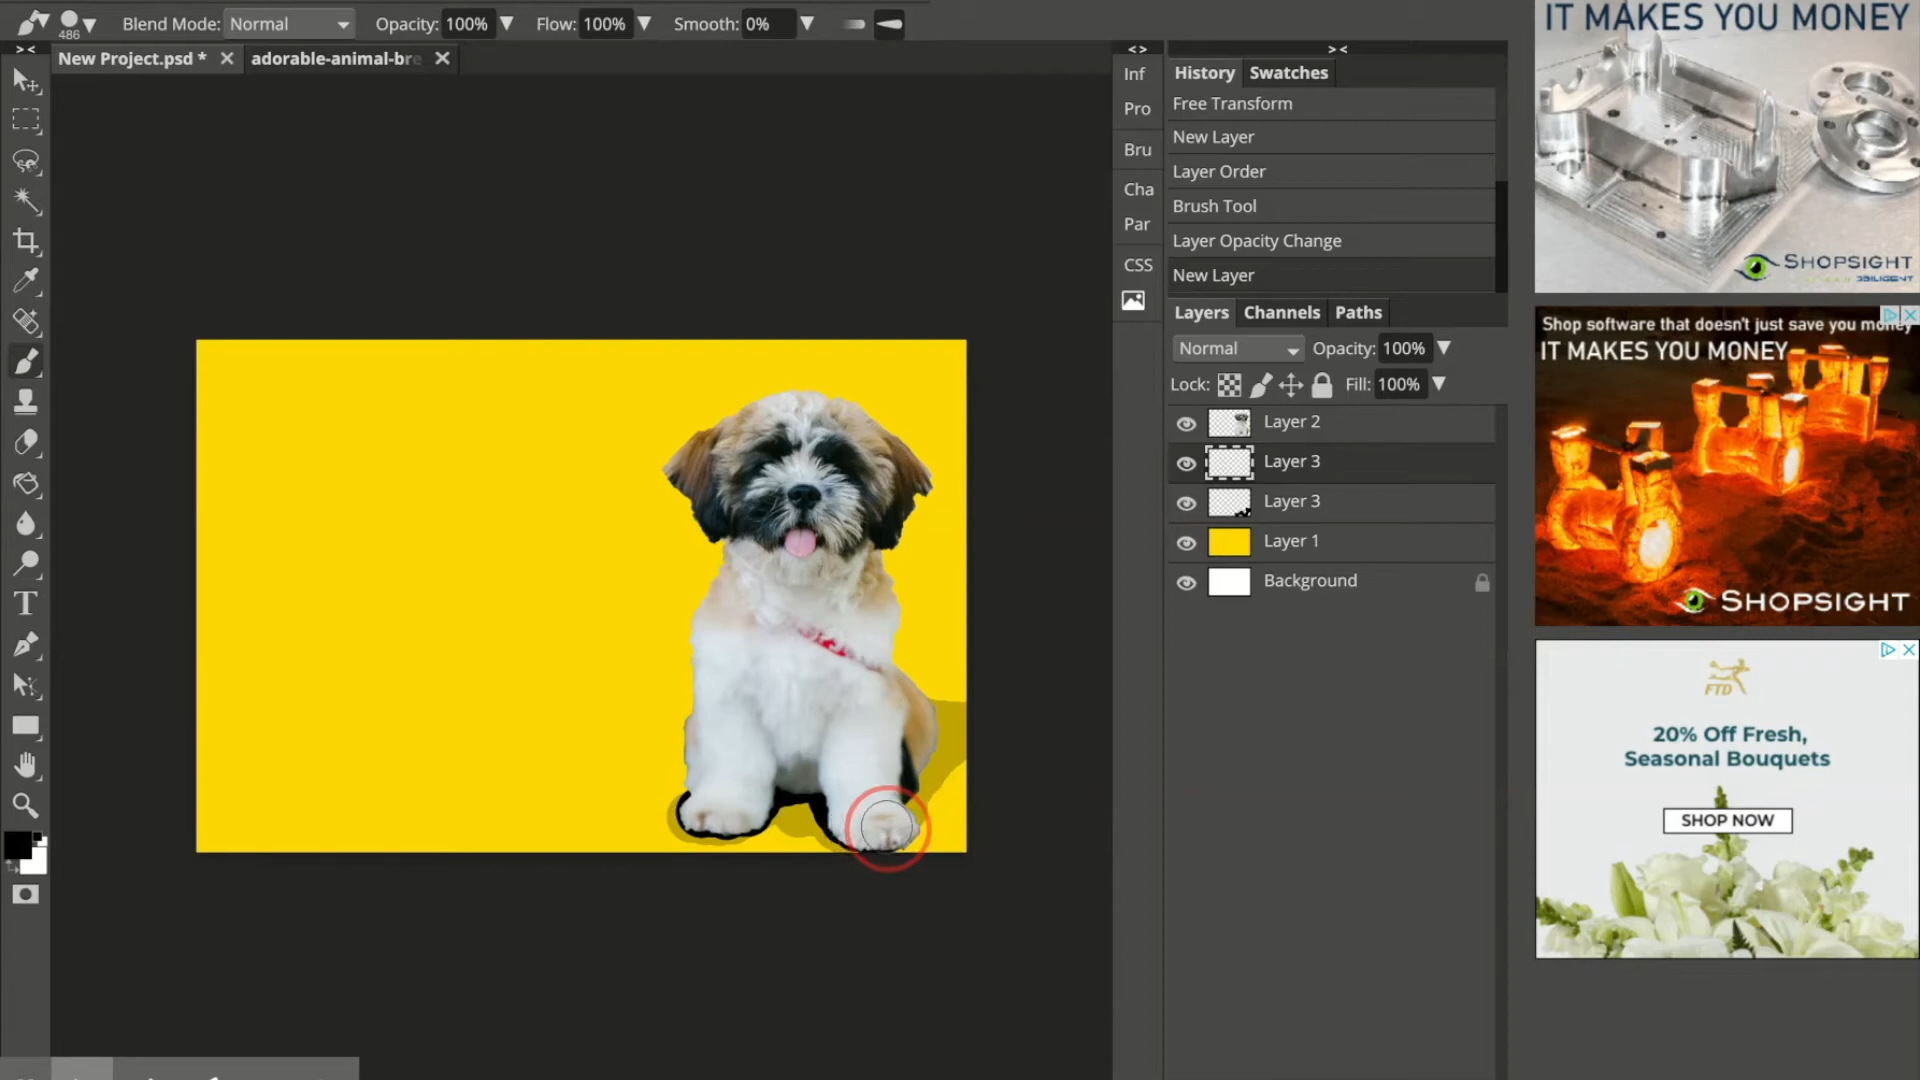 486
Blend Mode: Normal
Opacity: 100%
Flow: 100%
Smooth: 0%
New Project.psd *
adorable-animal-bre
Inf
Pro
Bru
Cha
Par
CSS
History
Swatches
Free Transform
New Layer
Layer Order
Brush Tool
Layer Opacity Change
New Layer
Layers
Channels
Paths
Normal
Opacity: 100%
Lock:
Fill: 100%
Layer 2
Layer 3
Layer 3
Layer 1
Background
T
IT MAKES YOU MONEY
SHOPSIGHT
Shop software that doesn't just save you money
IT MAKES YOU MONEY
SHOPSIGHT
FTD
20% Off Fresh,
Seasonal Bouquets
SHOP NOW